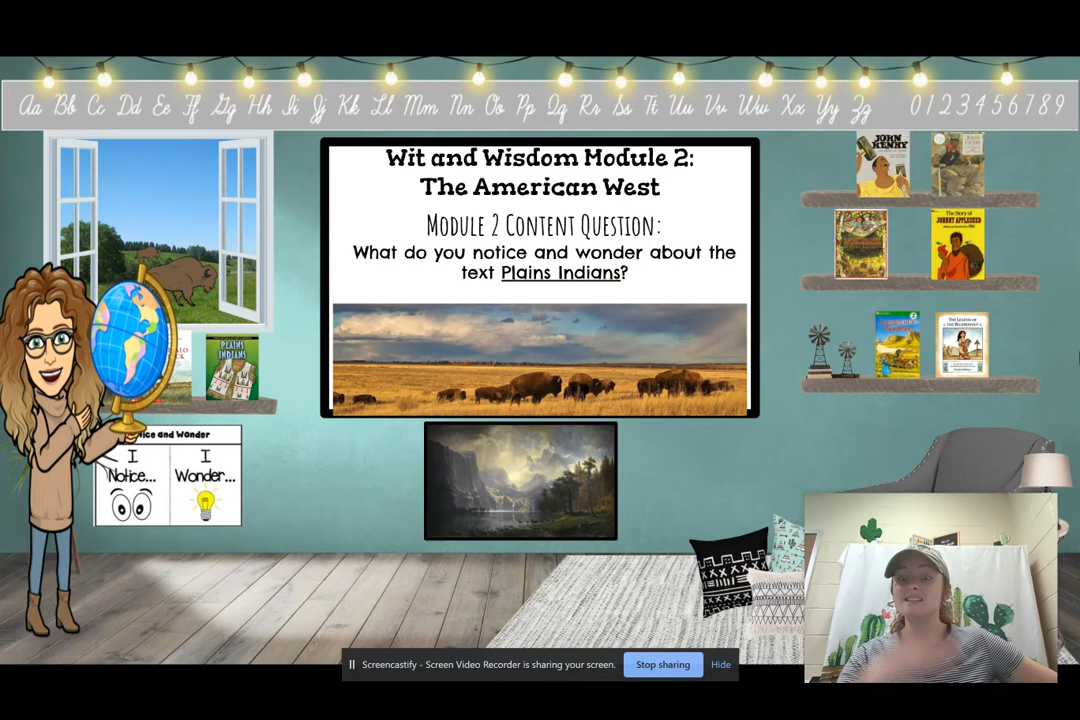 Aa Bb Cc Dd Ee Ff Gg Hh Ii Jj Kk Ll Mm Nn Oo Pp Qq Rr Ss Tt Uu Vv Ww Xx Yy Zz 0 1 2 3 4 5 6 7 8 9
Wit and Wisdom Module 2:
The American West
Module 2 Content Question:
What do you notice and wonder about the
text Plains Indians?
JOHN
HENRY
The Story of
JOHNNY APPLESEED
THE LEGEND OF
THE BLUEBONNET
PLAINS
INDIANS
and Wonder
I
Notice...
I
Wonder...
Screencastify - Screen Video Recorder is sharing your screen.
Stop sharing
Hide